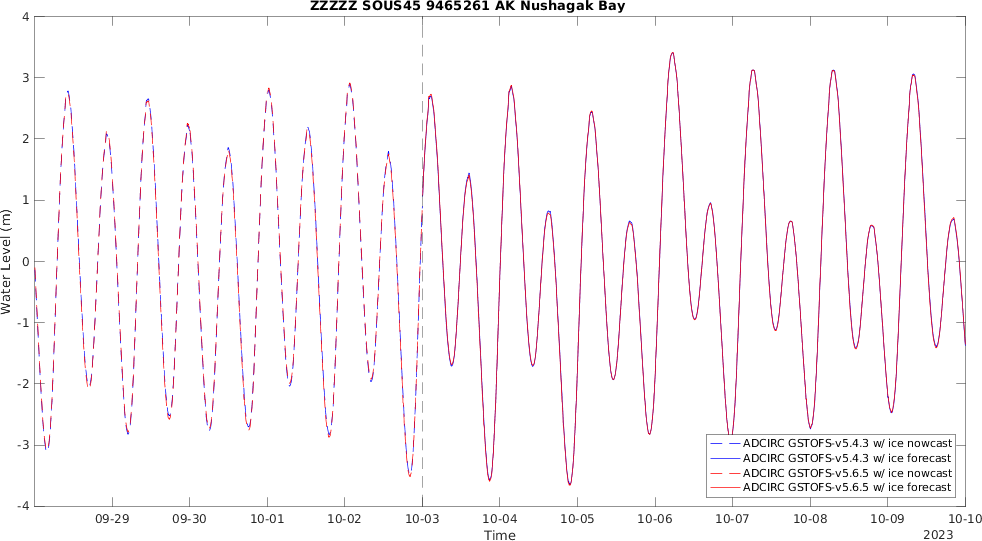 ZZZZZ SOUS45 9465261 AK Nushagak Bay
4
3
2
1
0
-1
-2
-3
-4
Water Level (m)
ADCIRC GSTOFS-v5.4.3 w/ ice nowcast
ADCIRC GSTOFS-v5.4.3 w/ ice forecast
ADCIRC GSTOFS-v5.6.5 w/ ice nowcast
ADCIRC GSTOFS-v5.6.5 w/ ice forecast
09-29 09-30 10-01 10-02 10-03 10-04 10-05 10-06 10-07 10-08 10-09 10-10
Time
2023